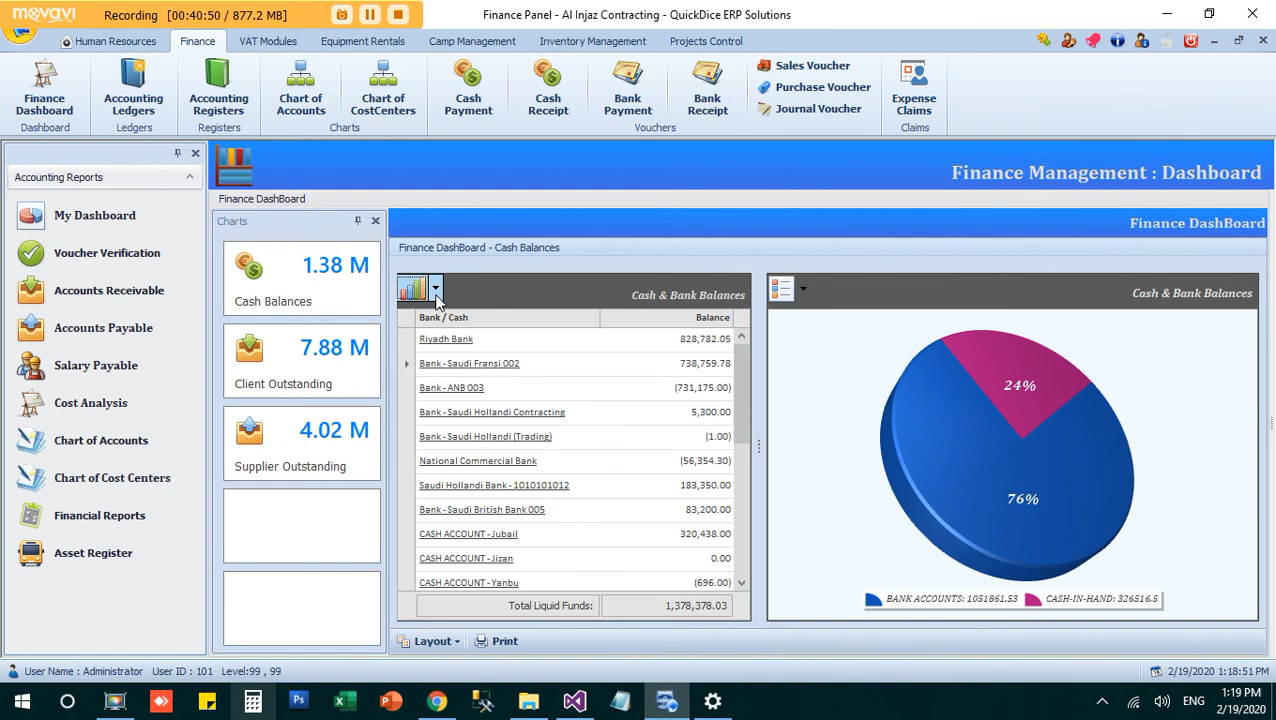 movavi
Recording [00:40:50 / 877.2 MB]
Finance Panel - Al Injaz Contracting - QuickDice ERP Solutions
Human Resources Finance VAT Modules Equipment Rentals Camp Management Inventory Management Projects Control
Finance Dashboard
Accounting Ledgers
Accounting Registers
Chart of Accounts
Chart of CostCenters
Cash Payment
Cash Receipt
Bank Payment
Bank Receipt
Sales Voucher
Purchase Voucher
Journal Voucher
Expense Claims
Dashboard Ledgers Registers Charts Vouchers Claims
Accounting Reports
My Dashboard
Voucher Verification
Accounts Receivable
Accounts Payable
Salary Payable
Cost Analysis
Chart of Accounts
Chart of Cost Centers
Financial Reports
Asset Register
Finance Management : Dashboard
Finance DashBoard
Charts
1.38 M
Cash Balances
7.88 M
Client Outstanding
4.02 M
Supplier Outstanding
Finance DashBoard
Finance DashBoard - Cash Balances
Cash & Bank Balances
Bank / Cash Balance
Riyadh Bank 828,782.05
Bank - Saudi Fransi 002 738,759.78
Bank - ANB 003 (731,175.00)
Bank - Saudi Hollandi Contracting 5,300.00
Bank - Saudi Hollandi (Trading) (1.00)
National Commercial Bank (56,354.30)
Saudi Hollandi Bank - 1010101012 183,350.00
Bank - Saudi British Bank 005 83,200.00
CASH ACCOUNT - Jubail 320,438.00
CASH ACCOUNT - Jizan 0.00
CASH ACCOUNT - Yanbu (696.00)
Total Liquid Funds: 1,378,378.03
Cash & Bank Balances
24%
76%
BANK ACCOUNTS: 1051861.53 CASH-IN-HAND: 326516.5
Layout Print
User Name : Administrator User ID : 101 Level:99 , 99
2/19/2020 1:18:51 PM
ENG
1:19 PM
2/19/2020